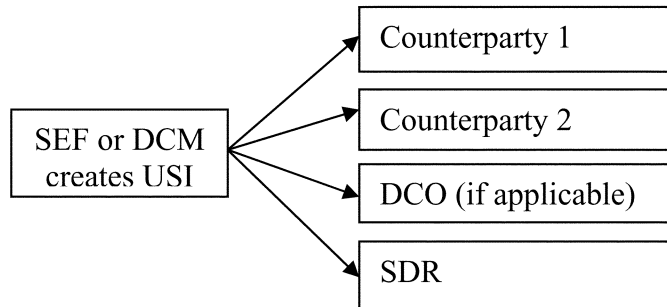 SEF or DCM
creates USI
Counterparty 1
Counterparty 2
DCO (if applicable)
SDR